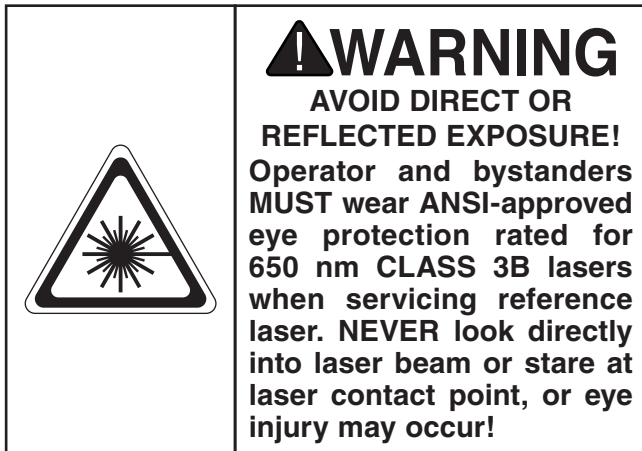 WARNING
AVOID DIRECT OR
REFLECTED EXPOSURE!
Operator and bystanders
MUST wear ANSI-approved
eye protection rated for
650 nm CLASS 3B lasers
when servicing reference
laser. NEVER look directly
into laser beam or stare at
laser contact point, or eye
injury may occur!